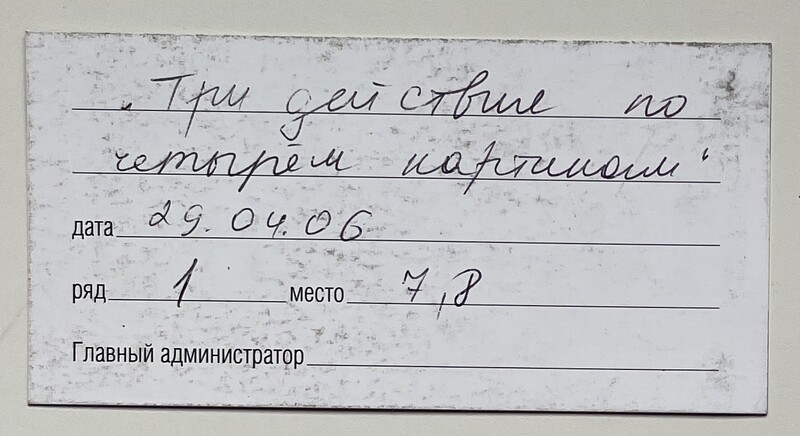 "Три действие по
четырём картинам"
дата 29.04.06
ряд 1 место 7,8
Главный администратор